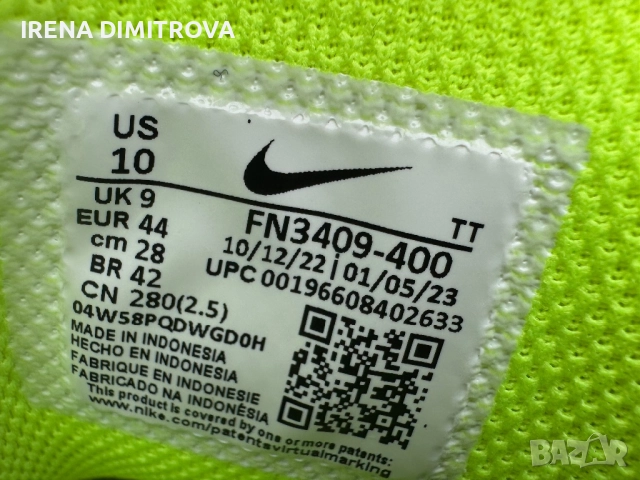 IRENA DIMITROVA
US
10
UK 9
EUR 44
cm 28
BR 42
CN 280(2.5)
TT
FN3409-400
10/12/22 | 01/05/23
UPC 00196608402633
04W58PQDWGD0H
MADE IN INDONESIA
HECHO EN INDONESIA
FABRIQUE EN INDONESIE
FABRICADO NA INDONÉSIA
This product is covered by one or more patents:
www.nike.com/patentsvirtualmarking
BAZAR